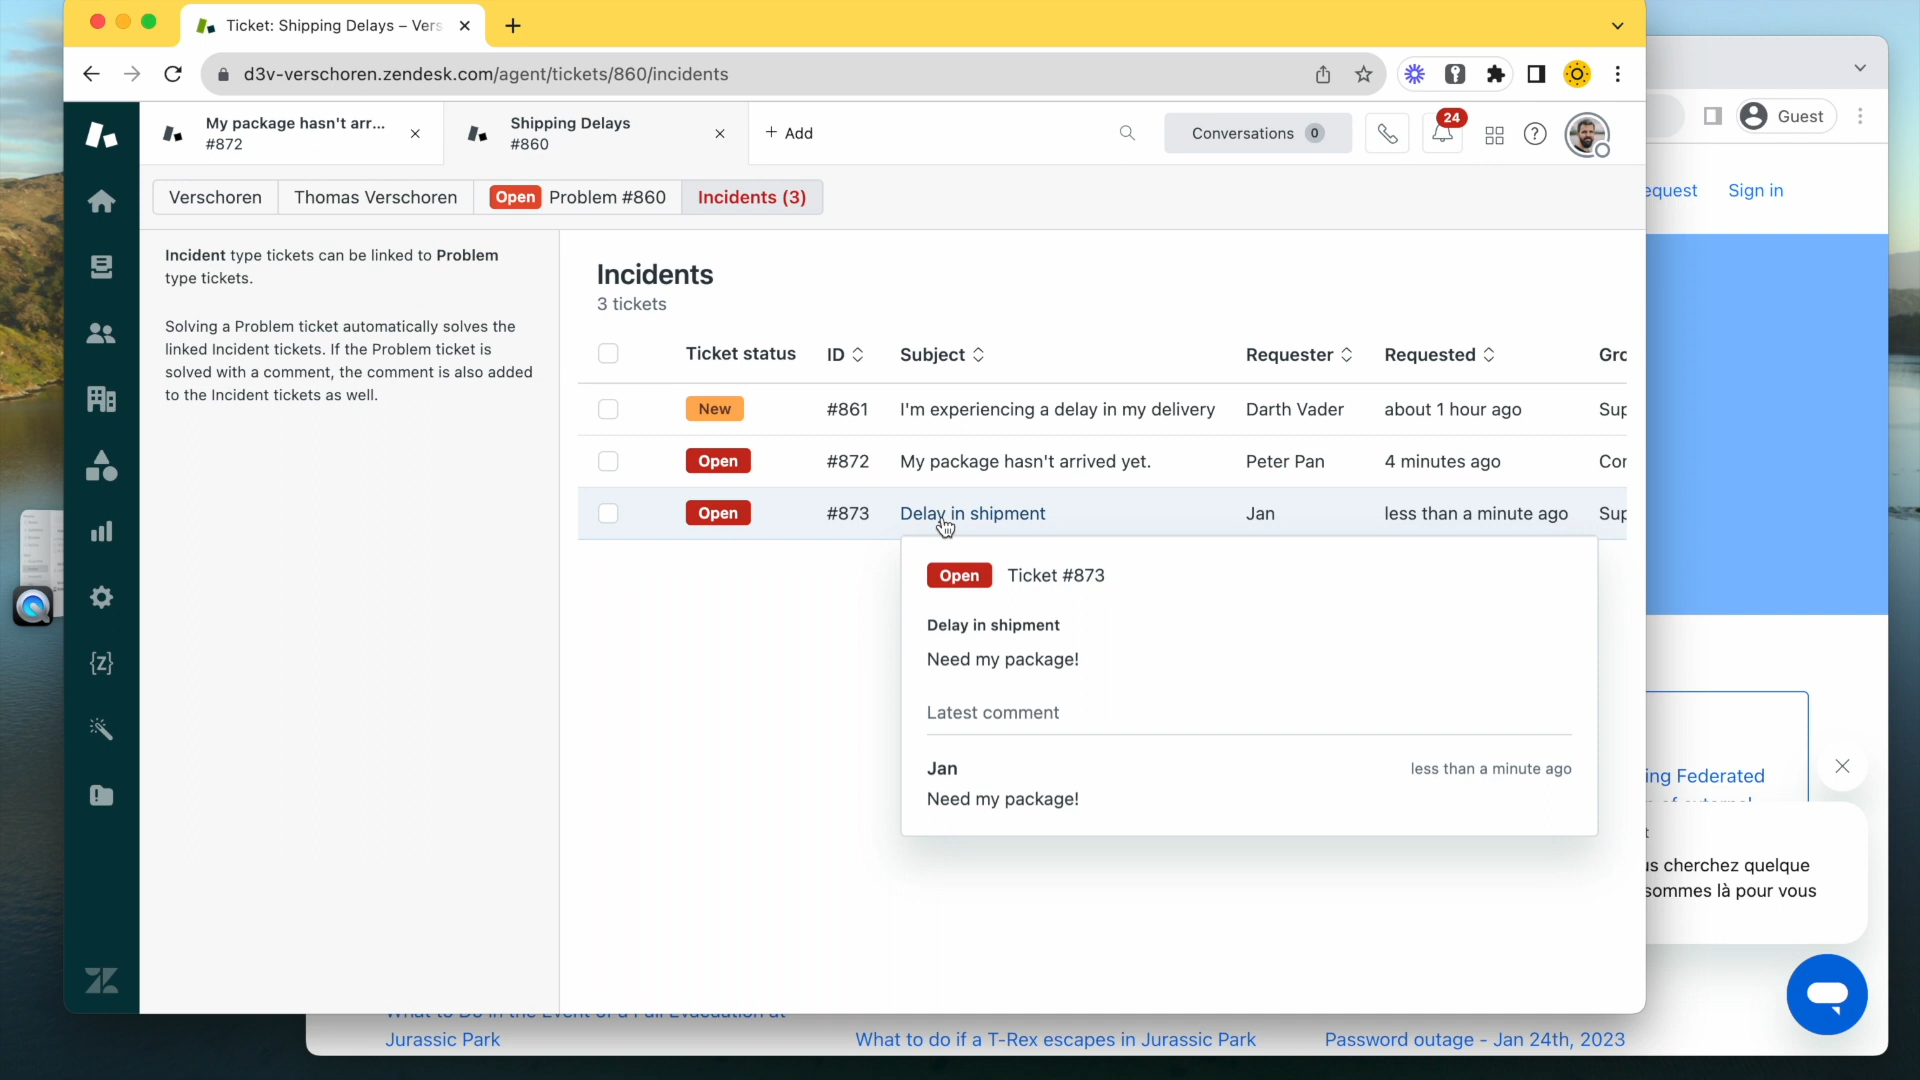 Ticket: Shipping Delays – Vers
d3v-verschoren.zendesk.com/agent/tickets/860/incidents
Guest
My package hasn't arr...
#872
Shipping Delays
#860
+ Add
Conversations 0
24
Verschoren
Thomas Verschoren
Open Problem #860
Incidents (3)
equest
Sign in
Incident type tickets can be linked to Problem
type tickets.
Solving a Problem ticket automatically solves the
linked Incident tickets. If the Problem ticket is
solved with a comment, the comment is also added
to the Incident tickets as well.
Incidents
3 tickets
Ticket status ID Subject Requester Requested Grc
New #861 I'm experiencing a delay in my delivery Darth Vader about 1 hour ago Sup
Open #872 My package hasn't arrived yet. Peter Pan 4 minutes ago Cor
Open #873 Delay in shipment Jan less than a minute ago Sup
Open Ticket #873
Delay in shipment
Need my package!
Latest comment
Jan less than a minute ago
Need my package!
{Z}
ing Federated
us cherchez quelque
sommes là pour vous
Jurassic Park
What to do if a T-Rex escapes in Jurassic Park
Password outage - Jan 24th, 2023